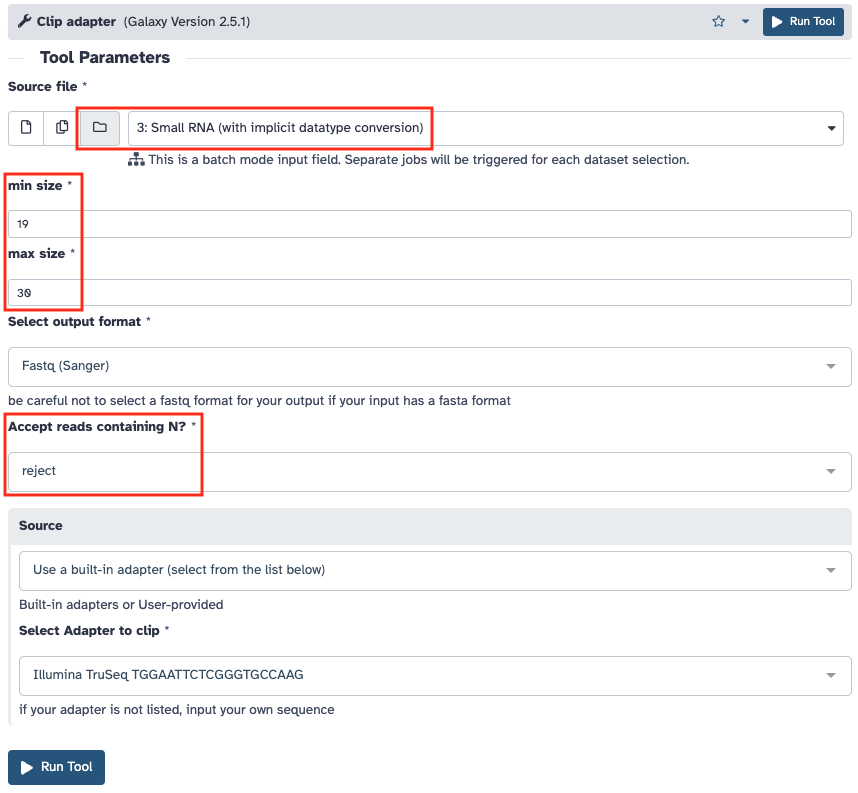 Clip adapter (Galaxy Version 2.5.1)
Run Tool
Tool Parameters
Source file *
3: Small RNA (with implicit datatype conversion)
This is a batch mode input field. Separate jobs will be triggered for each dataset selection.
min size *
19
max size *
30
Select output format *
Fastq (Sanger)
be careful not to select a fastq format for your output if your input has a fasta format
Accept reads containing N? *
reject
Source
Use a built-in adapter (select from the list below)
Built-in adapters or User-provided
Select Adapter to clip *
Illumina TruSeq TGGAATTCTCGGGTGCCAAG
if your adapter is not listed, input your own sequence
Run Tool